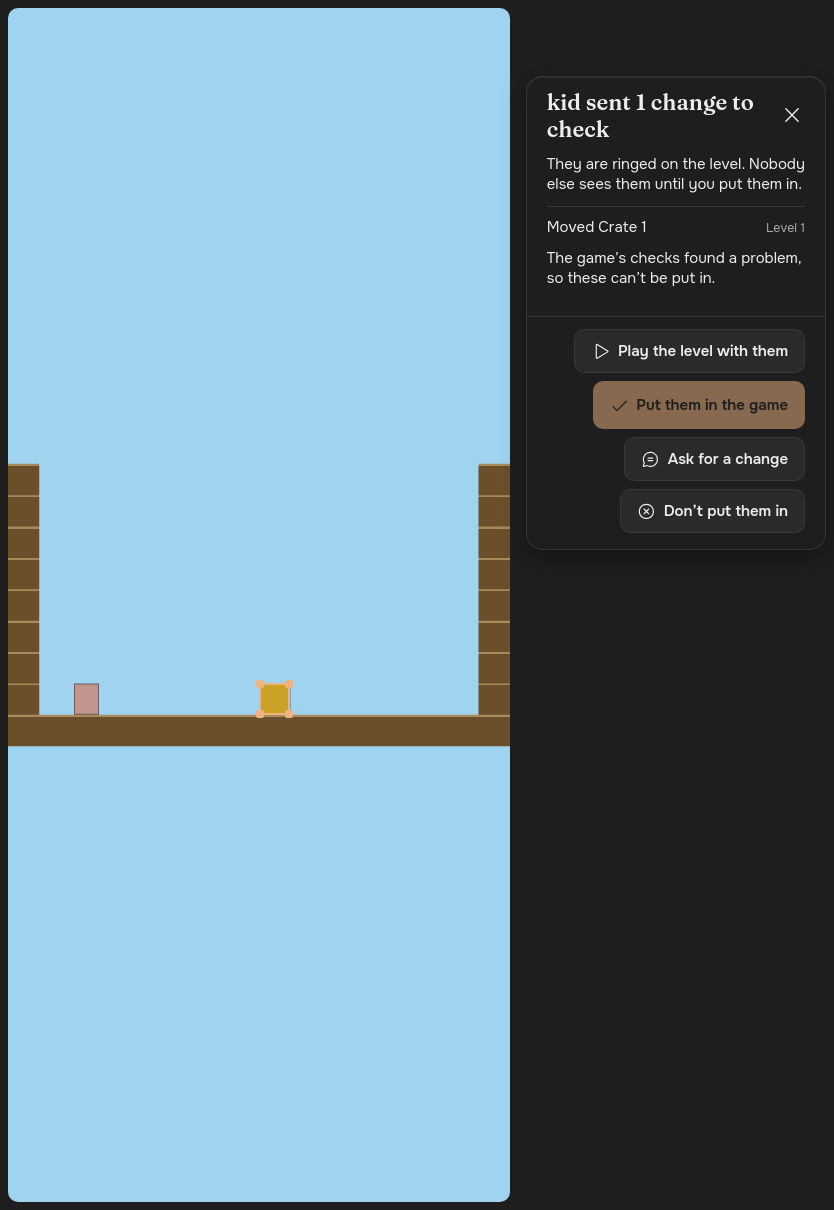 kid sent 1 change to
check
They are ringed on the level. Nobody
else sees them until you put them in.
Moved Crate 1
Level 1
The game’s checks found a problem,
so these can’t be put in.
Play the level with them
Put them in the game
Ask for a change
Don’t put them in